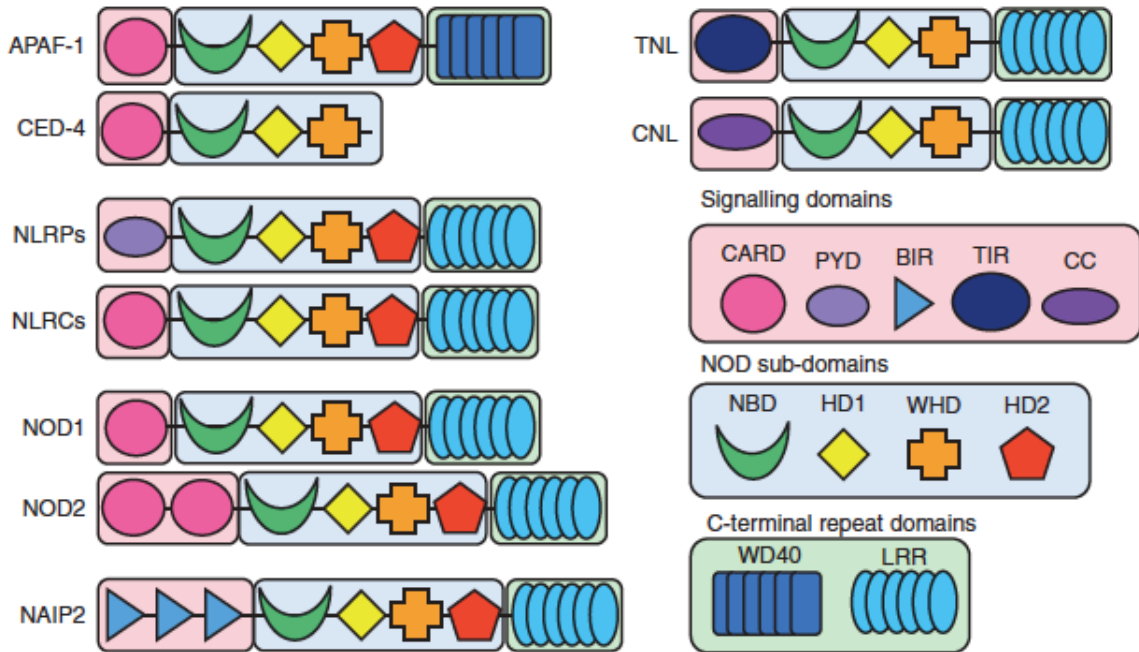 APAF-1
CED-4
NLRPs
NLRCs
NOD1
NOD2
NAIP2
TNL
CNL
Signalling domains
CARD PYD BIR TIR CC
NOD sub-domains
NBD HD1 WHD HD2
C-terminal repeat domains
WD40 LRR